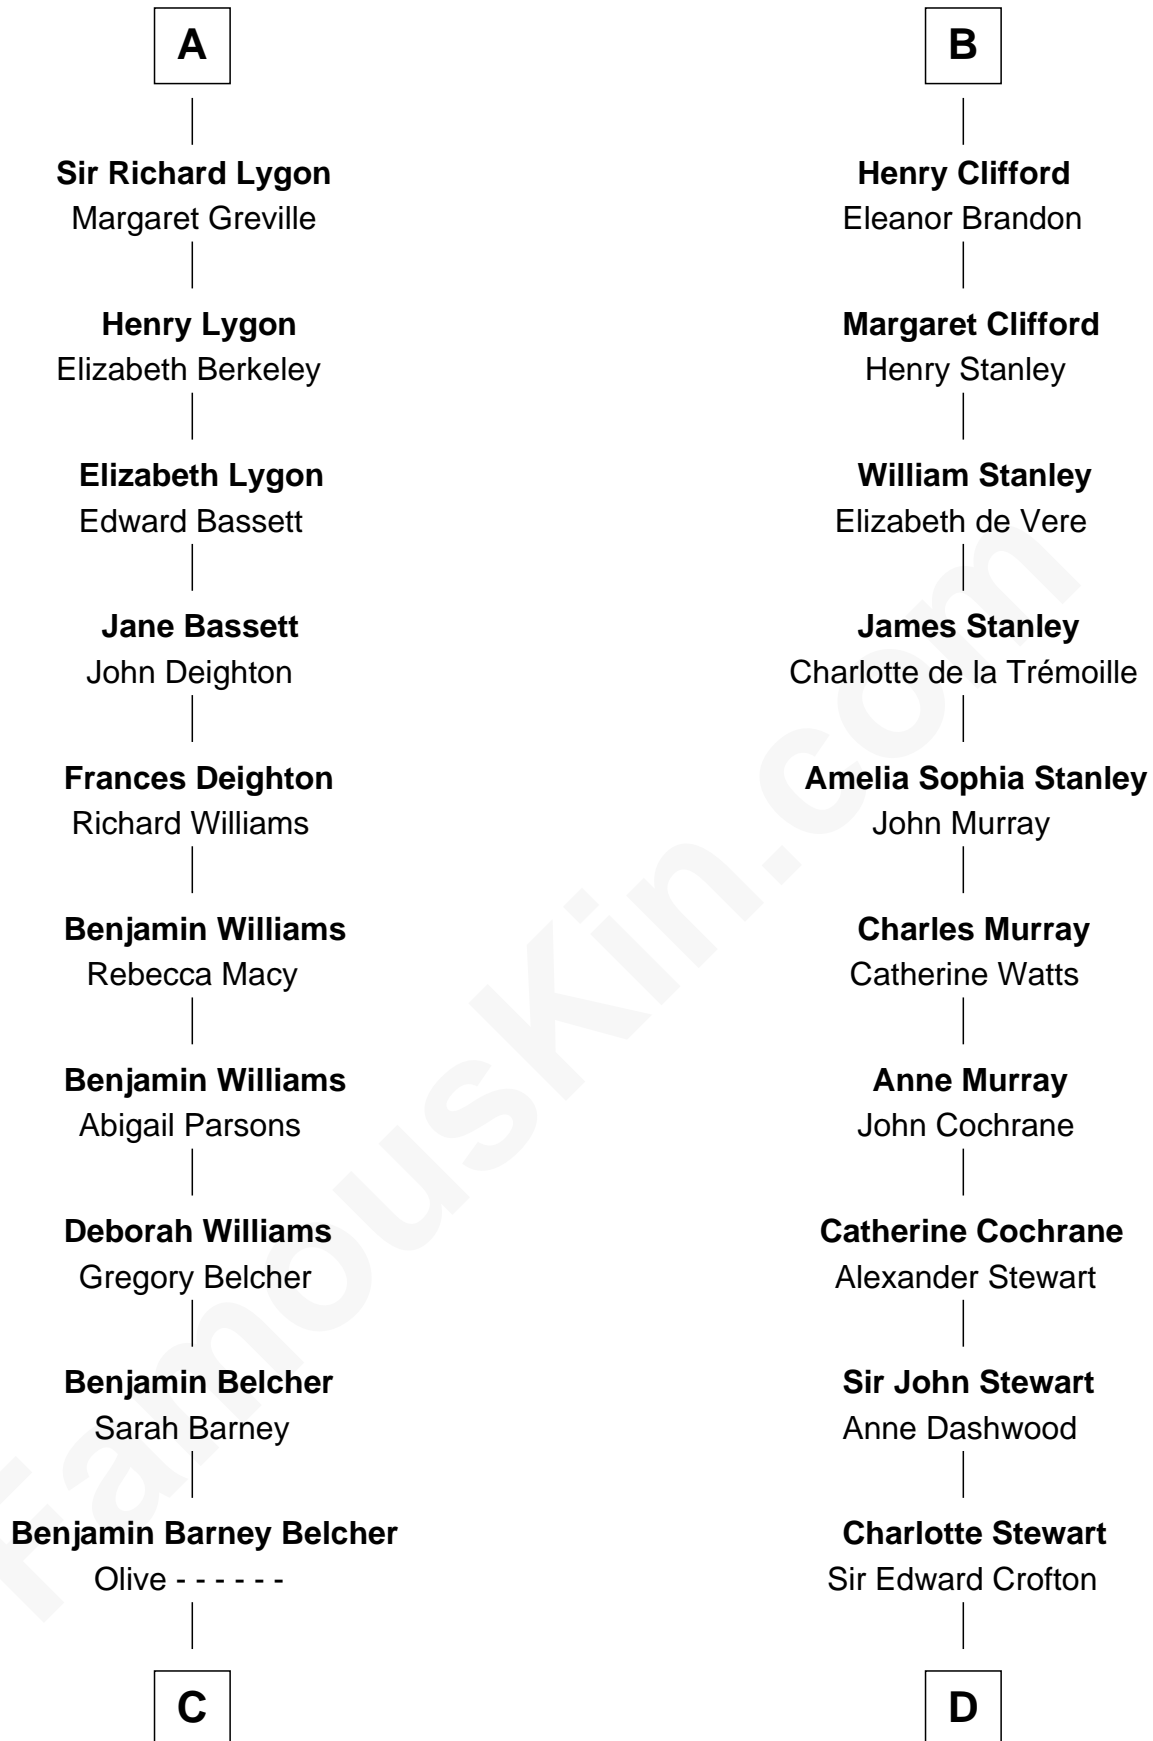 A
Sir Richard Lygon
Margaret Greville
Henry Lygon
Elizabeth Berkeley
Elizabeth Lygon
Edward Bassett
Jane Bassett
John Deighton
Frances Deighton
Richard Williams
Benjamin Williams
Rebecca Macy
Benjamin Williams
Abigail Parsons
Deborah Williams
Gregory Belcher
Benjamin Belcher
Sarah Barney
Benjamin Barney Belcher
Olive - - - - - -
C
B
Henry Clifford
Eleanor Brandon
Margaret Clifford
Henry Stanley
William Stanley
Elizabeth de Vere
James Stanley
Charlotte de la Trémoille
Amelia Sophia Stanley
John Murray
Charles Murray
Catherine Watts
Anne Murray
John Cochrane
Catherine Cochrane
Alexander Stewart
Sir John Stewart
Anne Dashwood
Charlotte Stewart
Sir Edward Crofton
D
FamousKin.com